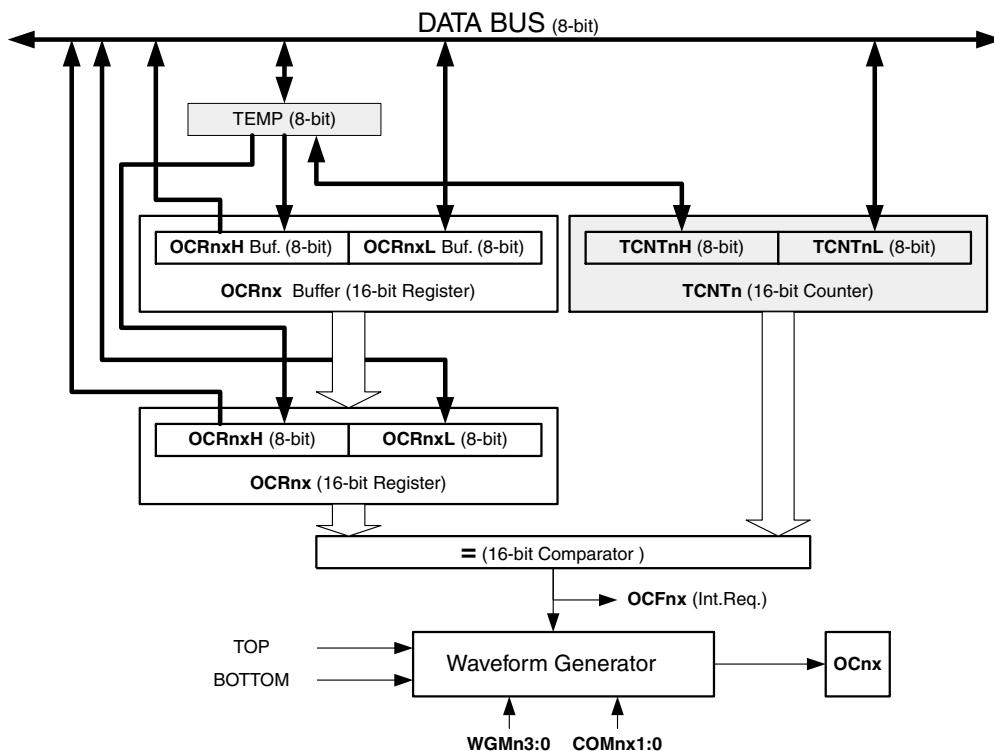 DATA BUS (8-bit)
TEMP (8-bit)
OCRnxH Buf. (8-bit)
OCRnxL Buf. (8-bit)
OCRnx Buffer (16-bit Register)
TCNTnH (8-bit)
TCNTnL (8-bit)
TCNTn (16-bit Counter)
OCRnxH (8-bit)
OCRnxL (8-bit)
OCRnx (16-bit Register)
= (16-bit Comparator )
OCFnx (Int.Req.)
TOP
BOTTOM
Waveform Generator
OCnx
WGMn3:0
COMnx1:0